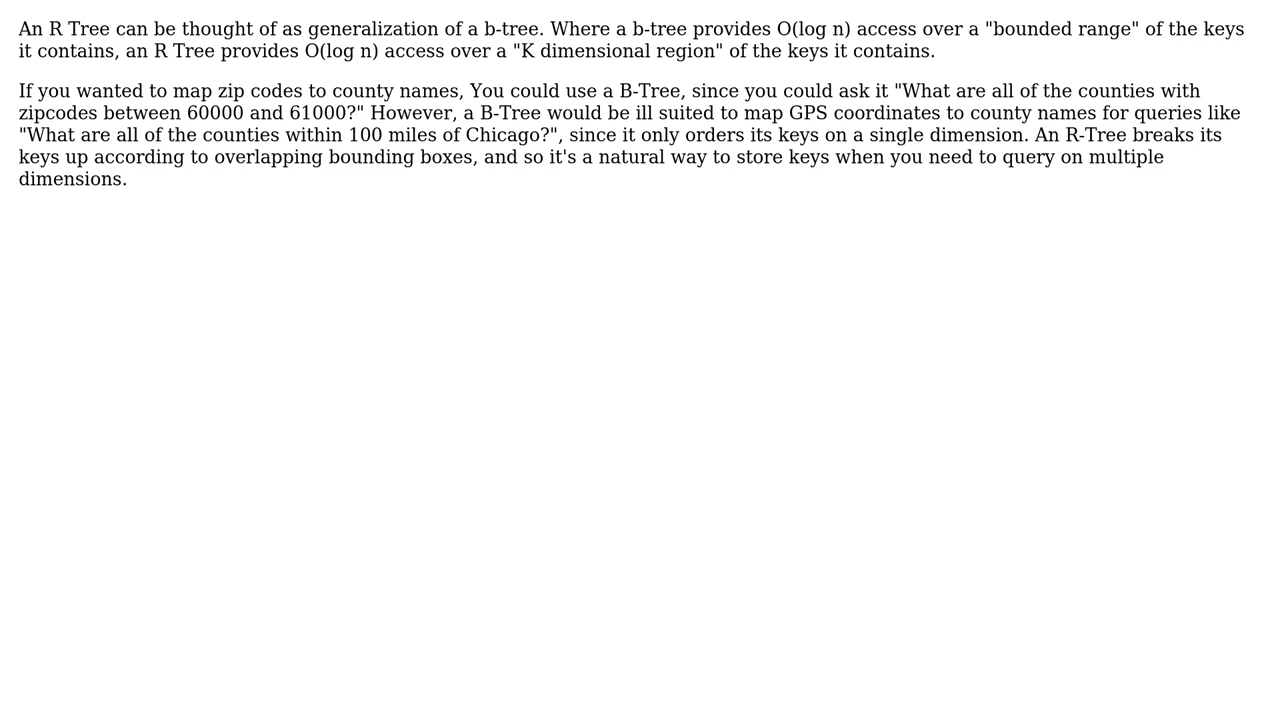 An R Tree can be thought of as generalization of a b-tree. Where a b-tree provides O(log n) access over a "bounded range" of the keys
it contains, an R Tree provides O(log n) access over a "K dimensional region" of the keys it contains.
If you wanted to map zip codes to county names, You could use a B-Tree, since you could ask it "What are all of the counties with
zipcodes between 60000 and 61000?" However, a B-Tree would be ill suited to map GPS coordinates to county names for queries like
"What are all of the counties within 100 miles of Chicago?", since it only orders its keys on a single dimension. An R-Tree breaks its
keys up according to overlapping bounding boxes, and so it's a natural way to store keys when you need to query on multiple
dimensions.